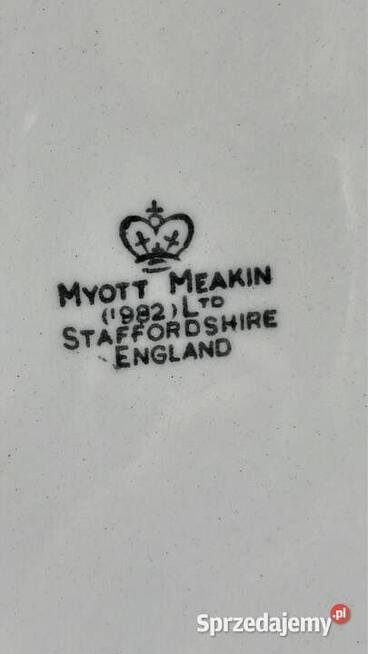 MYOTT MEAKIN
(1982) LTD
STAFFORDSHIRE
ENGLAND
Sprzedajemy.pl